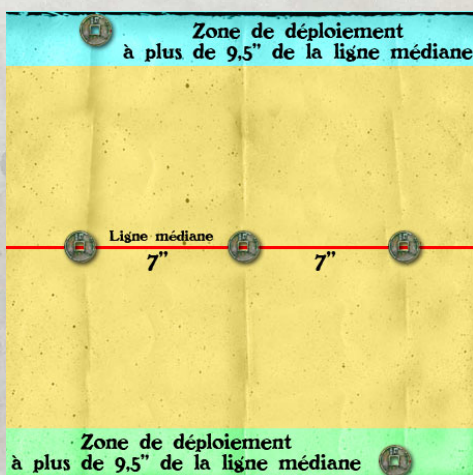 Zone de déploiement
à plus de 9,5" de la ligne médiane
Ligne médiane
7" 7"
Zone de déploiement
à plus de 9,5" de la ligne médiane